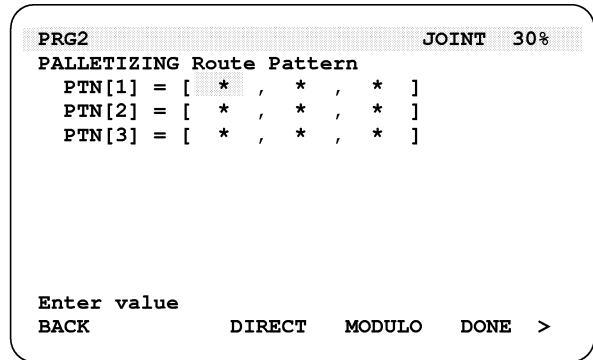 PRG2 JOINT 30%
PALLETIZING Route Pattern
PTN[1] = [ * , * , * ]
PTN[2] = [ * , * , * ]
PTN[3] = [ * , * , * ]
Enter value
BACK DIRECT MODULO DONE >